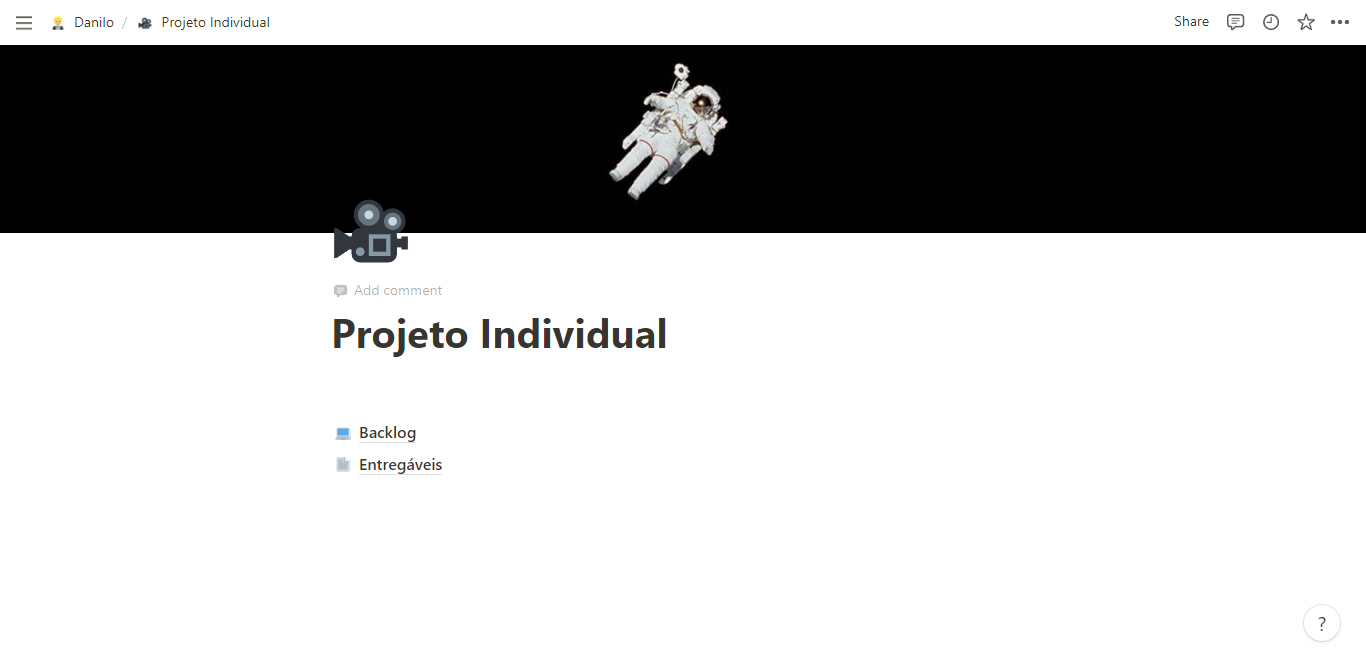 Danilo / Projeto Individual
Share
Add comment
Projeto Individual
Backlog
Entregáveis
?